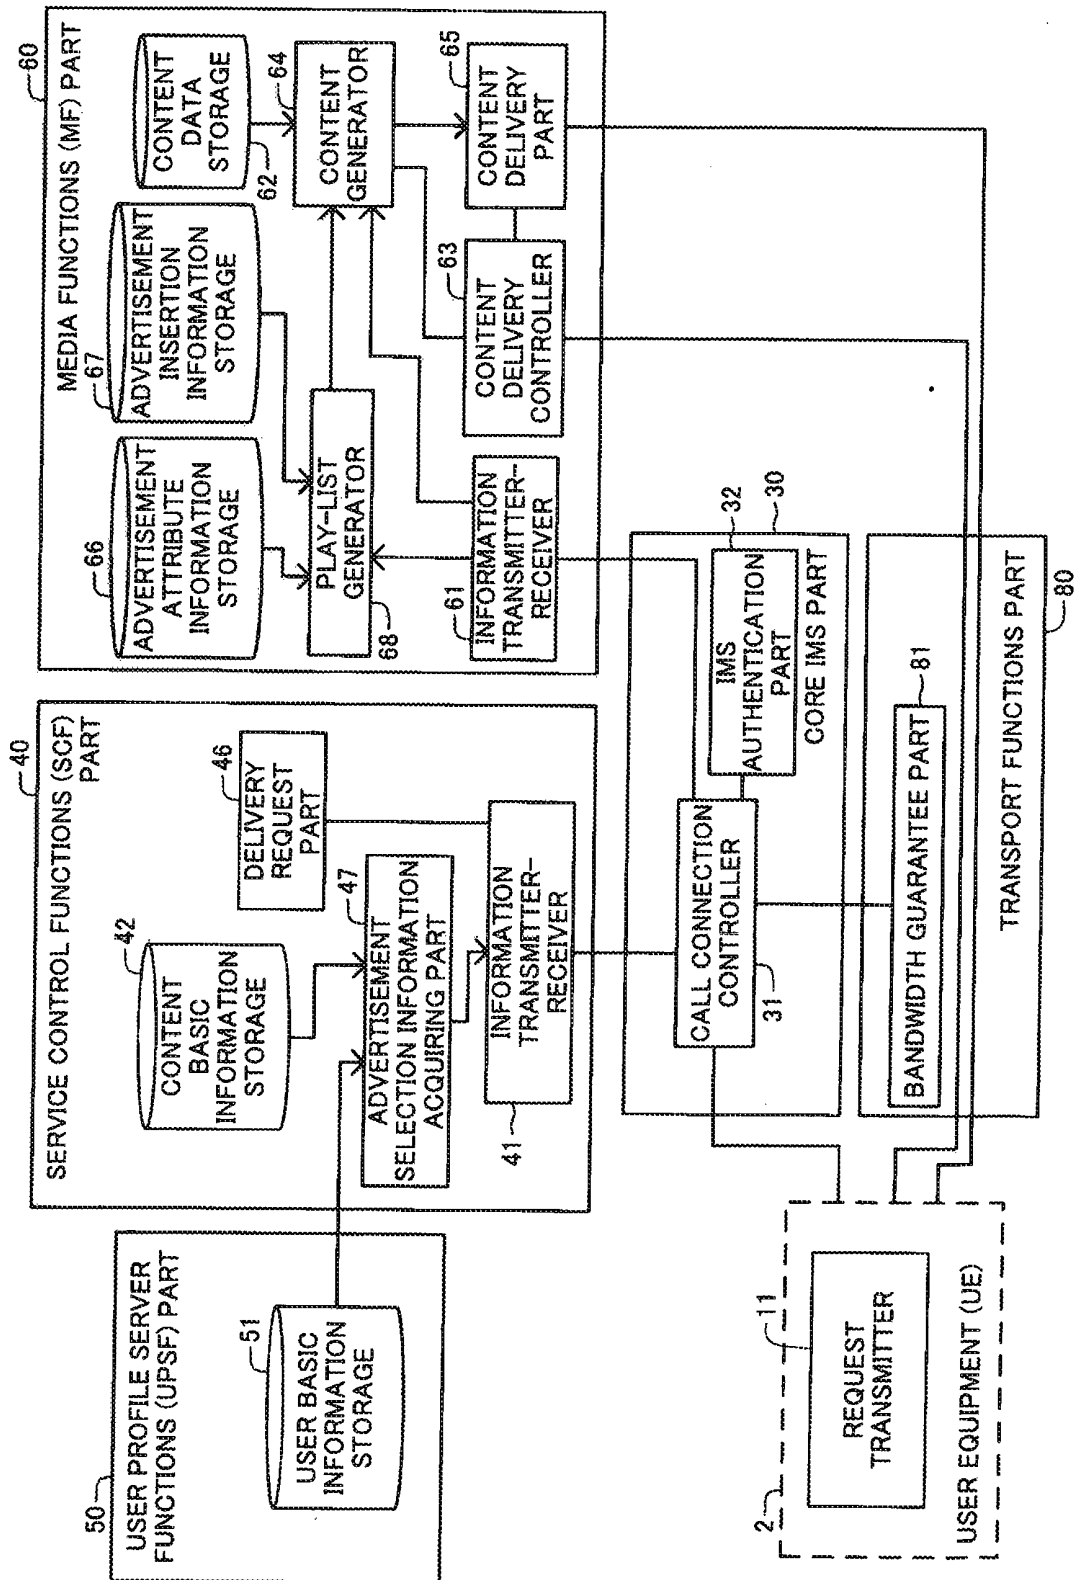 50
USER PROFILE SERVER
FUNCTIONS (UPSF) PART
51
USER BASIC
INFORMATION
STORAGE
40
SERVICE CONTROL FUNCTIONS (SCF)
PART
42
CONTENT
BASIC
INFORMATION
STORAGE
46
DELIVERY
REQUEST
PART
47
ADVERTISEMENT
SELECTION INFORMATION
ACQUIRING PART
41
INFORMATION
TRANSMITTER-
RECEIVER
60
MEDIA FUNCTIONS (MF) PART
66
ADVERTISEMENT
ATTRIBUTE
INFORMATION
STORAGE
67
ADVERTISEMENT
INSERTION
INFORMATION
STORAGE
CONTENT
DATA
STORAGE
62
64
CONTENT
GENERATOR
PLAY-LIST
GENERATOR
68
61
INFORMATION
TRANSMITTER-
RECEIVER
63
CONTENT
DELIVERY
CONTROLLER
65
CONTENT
DELIVERY
PART
30
CORE IMS PART
32
IMS
AUTHENTICATION
PART
CALL CONNECTION
CONTROLLER
31
80
TRANSPORT FUNCTIONS PART
81
BANDWIDTH GUARANTEE PART
2
USER EQUIPMENT (UE)
11
REQUEST
TRANSMITTER